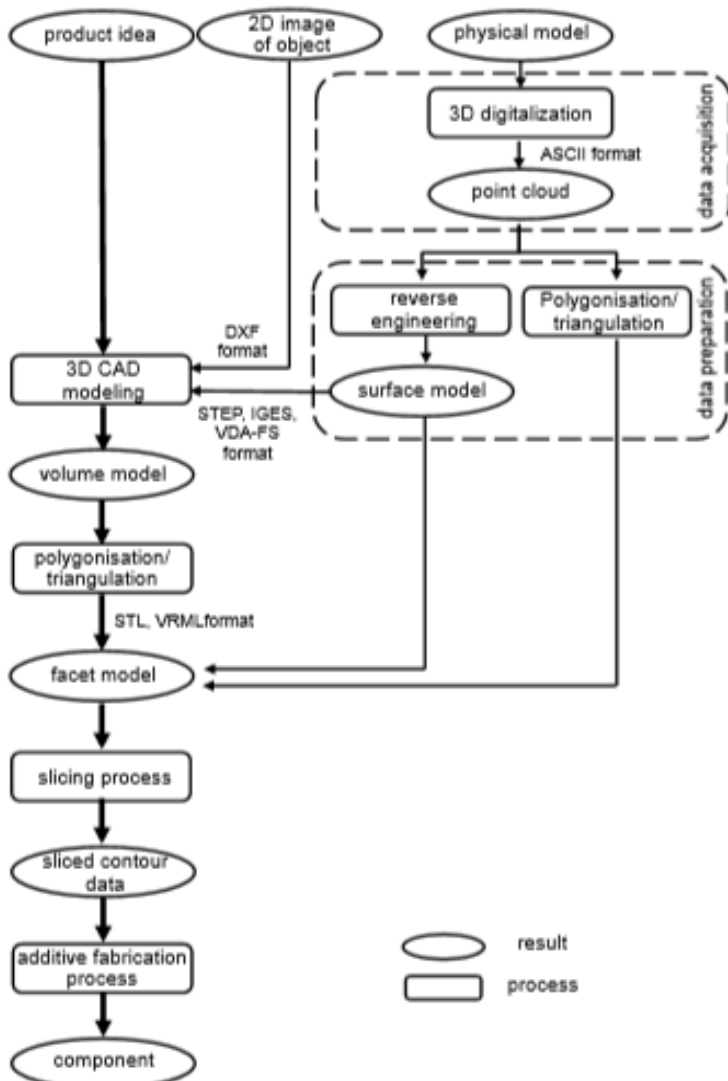 product idea
2D image
of object
physical model
3D digitalization
ASCII format
point cloud
data acquisition
reverse
engineering
Polygonisation/
triangulation
data preparation
DXF
format
3D CAD
modeling
surface model
STEP, IGES,
VDA-FS
format
volume model
polygonisation/
triangulation
STL, VRMLformat
facet model
slicing process
sliced contour
data
additive fabrication
process
component
result
process